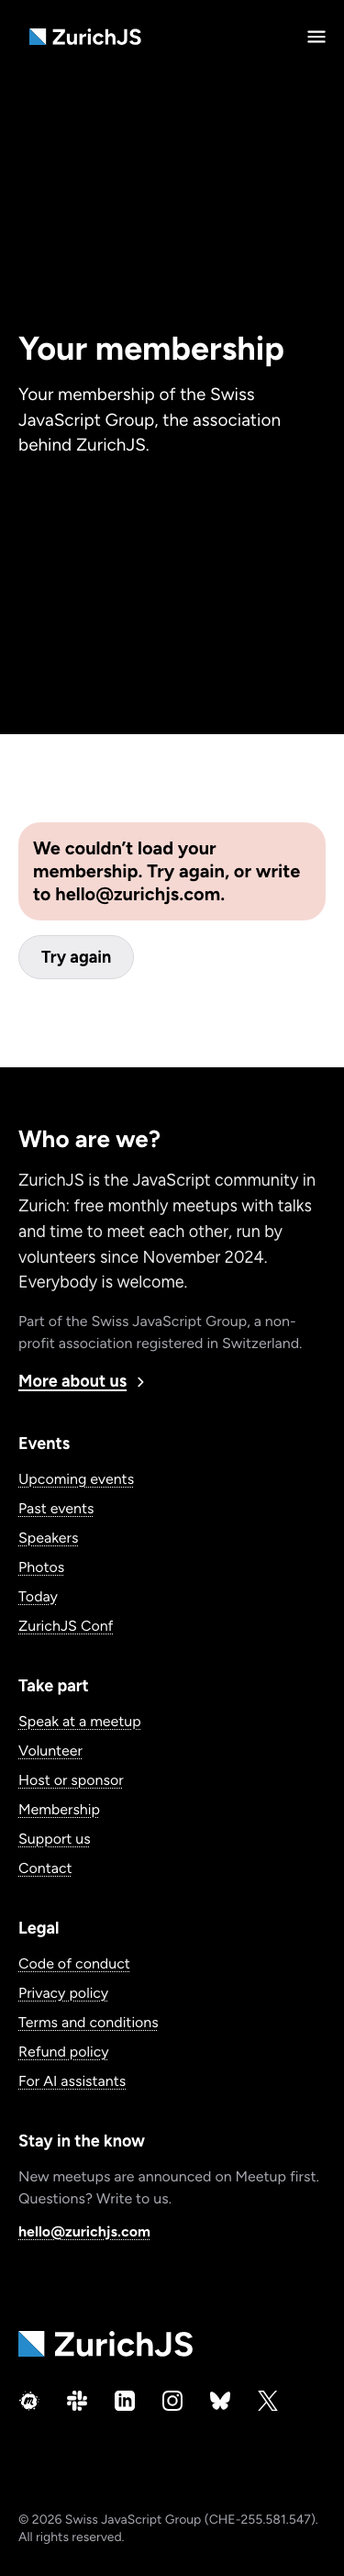 ZurichJS
Your membership
Your membership of the Swiss
JavaScript Group, the association
behind ZurichJS.
We couldn’t load your
membership. Try again, or write
to hello@zurichjs.com.
Try again
Who are we?
ZurichJS is the JavaScript community in
Zurich: free monthly meetups with talks
and time to meet each other, run by
volunteers since November 2024.
Everybody is welcome.
Part of the Swiss JavaScript Group, a non-
profit association registered in Switzerland.
More about us
Events
Upcoming events
Past events
Speakers
Photos
Today
ZurichJS Conf
Take part
Speak at a meetup
Volunteer
Host or sponsor
Membership
Support us
Contact
Legal
Code of conduct
Privacy policy
Terms and conditions
Refund policy
For AI assistants
Stay in the know
New meetups are announced on Meetup first.
Questions? Write to us.
hello@zurichjs.com
ZurichJS
© 2026 Swiss JavaScript Group (CHE-255.581.547).
All rights reserved.